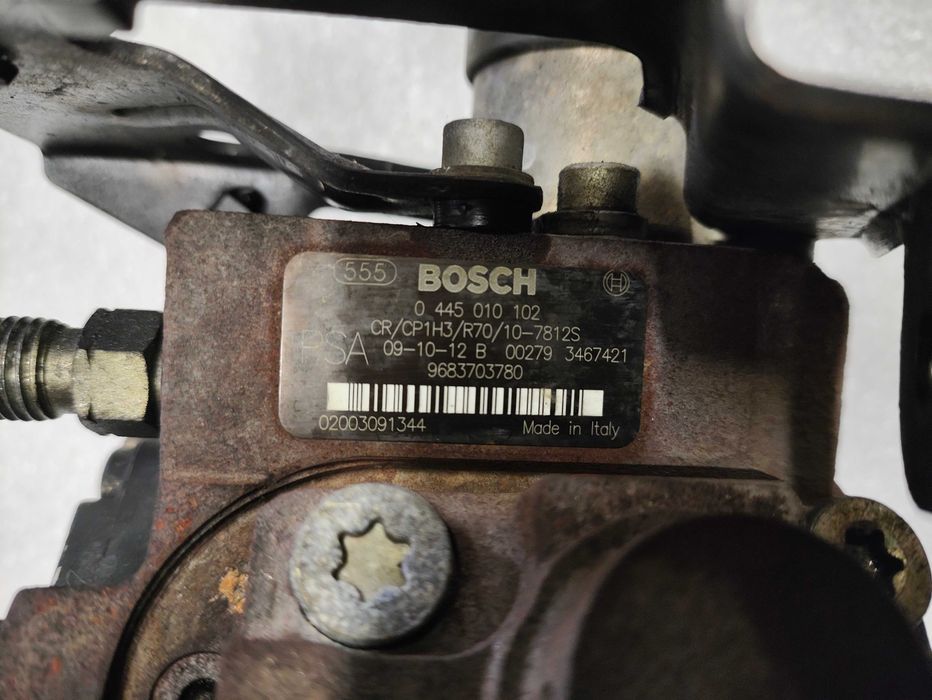 555 BOSCH
0 445 010 102
CR/CP1H3/R70/10-7812S
PSA 09-10-12 B 00279 3467421
9683703780
02003091344 Made in Italy